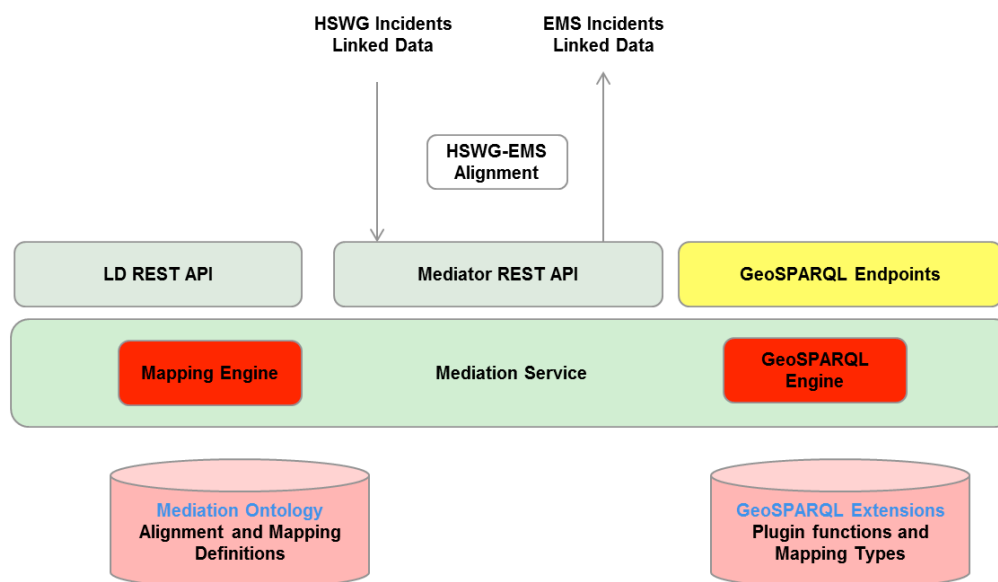 HSWG Incidents
Linked Data
EMS Incidents
Linked Data
HSWG-EMS
Alignment
LD REST API
Mediator REST API
GeoSPARQL Endpoints
Mapping Engine
Mediation Service
GeoSPARQL
Engine
Mediation Ontology
Alignment and Mapping
Definitions
GeoSPARQL Extensions
Plugin functions and
Mapping Types